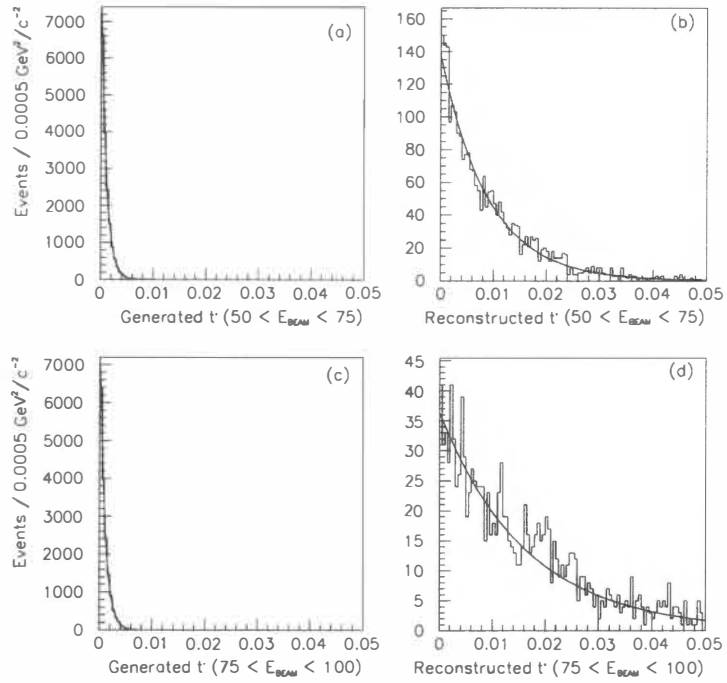 (a)
Events / 0.0005 GeV²/c⁻²
7000
6000
5000
4000
3000
2000
1000
0
0 0.01 0.02 0.03 0.04 0.05
Generated t' (50 < E_BEAM < 75)
(b)
160
140
120
100
80
60
40
20
0
0 0.01 0.02 0.03 0.04 0.05
Reconstructed t' (50 < E_BEAM < 75)
(c)
Events / 0.0005 GeV²/c⁻²
7000
6000
5000
4000
3000
2000
1000
0
0 0.01 0.02 0.03 0.04 0.05
Generated t' (75 < E_BEAM < 100)
(d)
45
40
35
30
25
20
15
10
5
0
0 0.01 0.02 0.03 0.04 0.05
Reconstructed t' (75 < E_BEAM < 100)